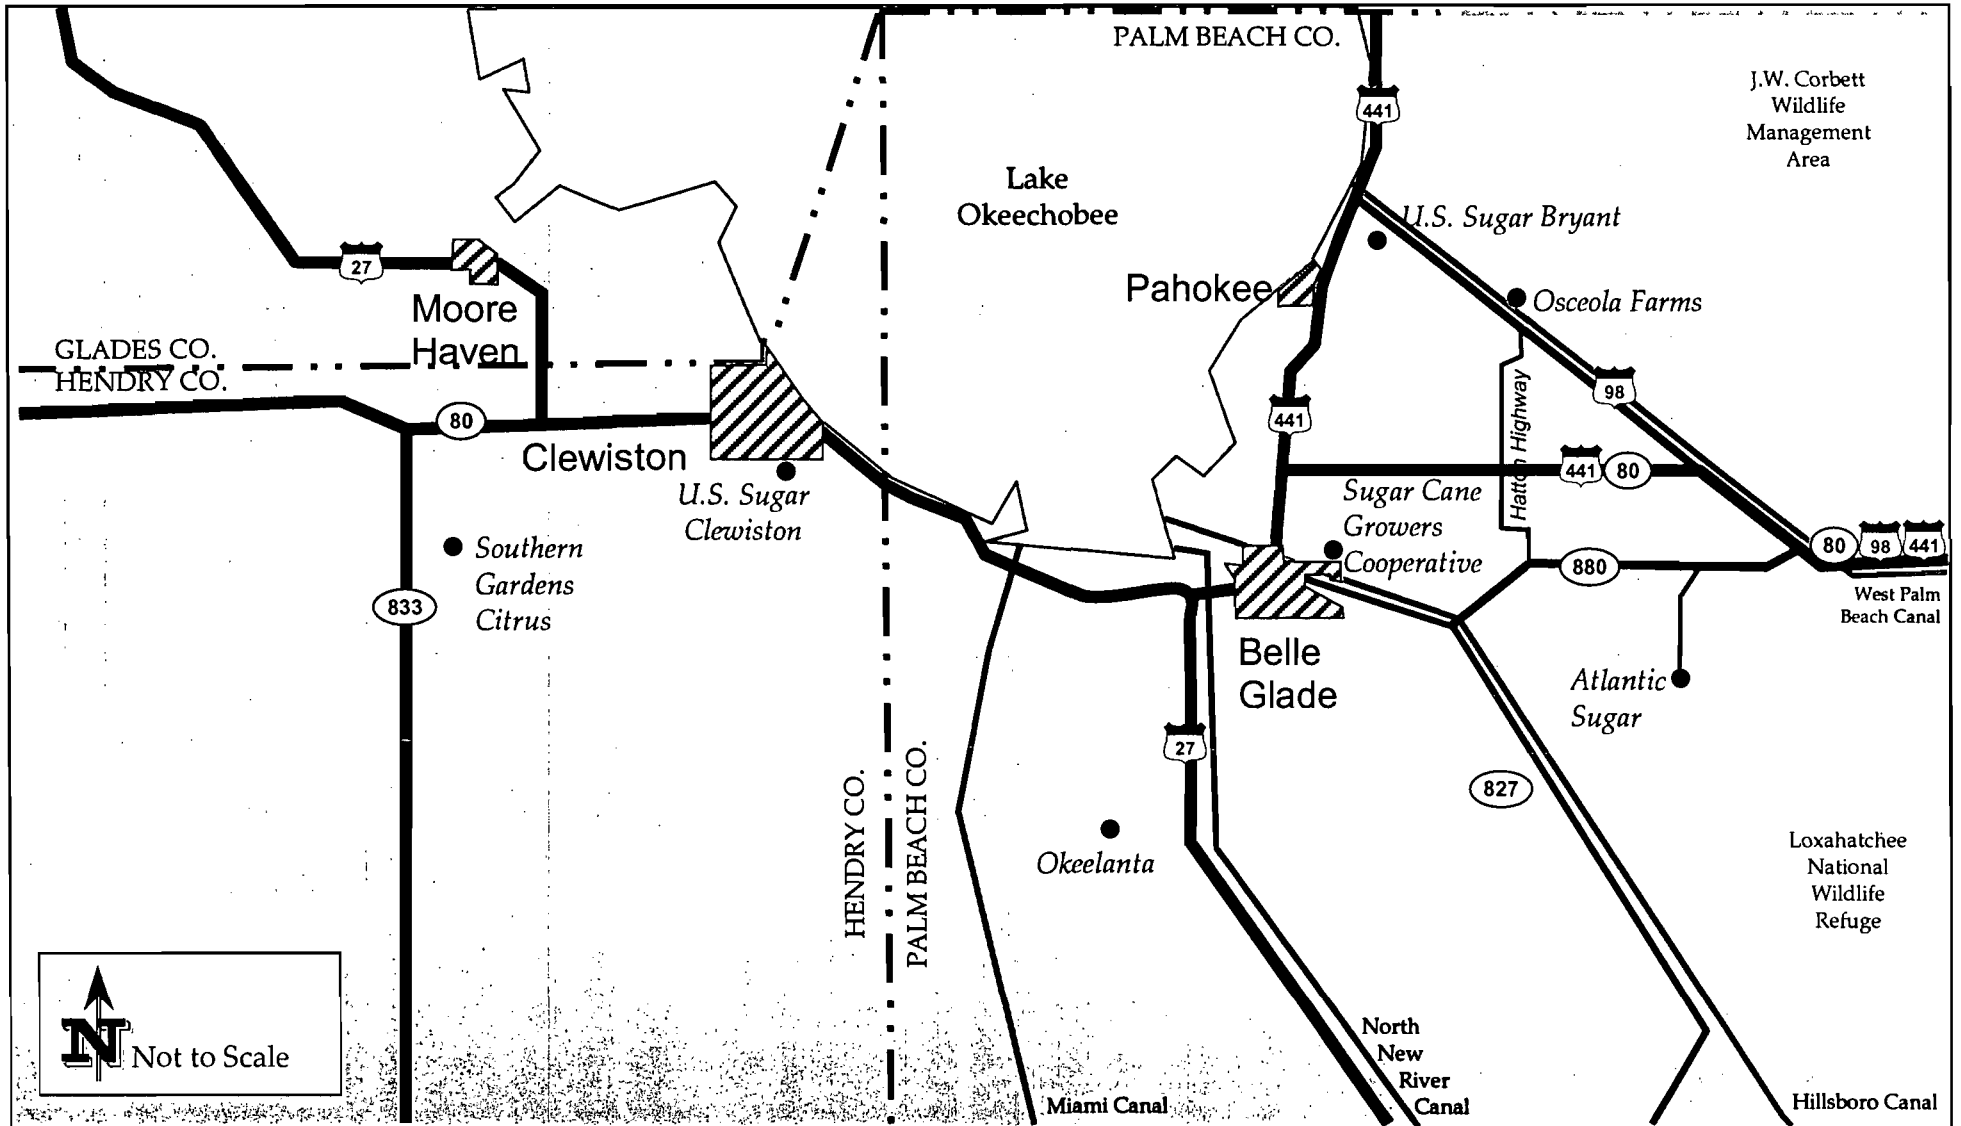 PALM BEACH CO.
J.W. Corbett
Wildlife
Management
Area
441
Lake
Okeechobee
U.S. Sugar Bryant
27
Pahokee
Osceola Farms
Moore
Haven
GLADES CO.
HENDRY CO.
98
80
441
Hatton Highway
Clewiston
441
80
U.S. Sugar
Clewiston
Sugar Cane
Growers
Cooperative
Southern
Gardens
Citrus
80
98
441
880
833
West Palm
Beach Canal
Belle
Glade
Atlantic
Sugar
27
827
HENDRY CO.
PALM BEACH CO.
Okeelanta
Loxahatchee
National
Wildlife
Refuge
N
Not to Scale
North
New
River
Canal
Miami Canal
Hillsboro Canal